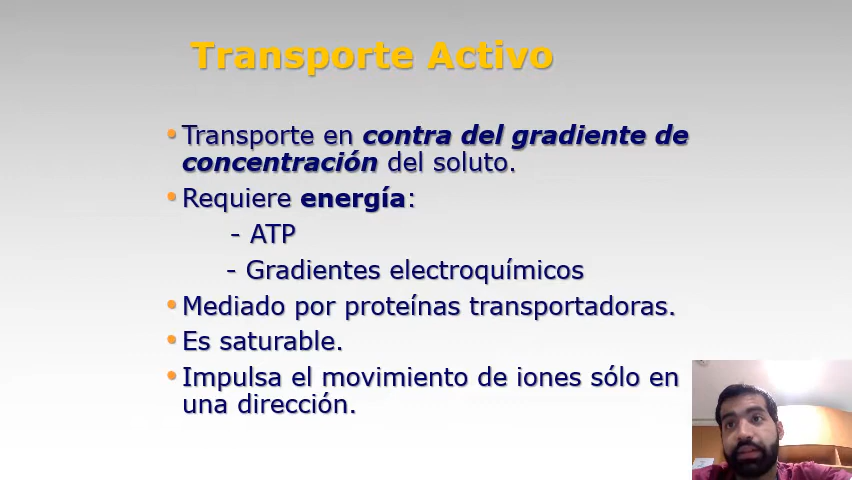 Transporte Activo
• Transporte en contra del gradiente de
concentración del soluto.
• Requiere energía:
- ATP
- Gradientes electroquímicos
• Mediado por proteínas transportadoras.
• Es saturable.
• Impulsa el movimiento de iones sólo en
una dirección.